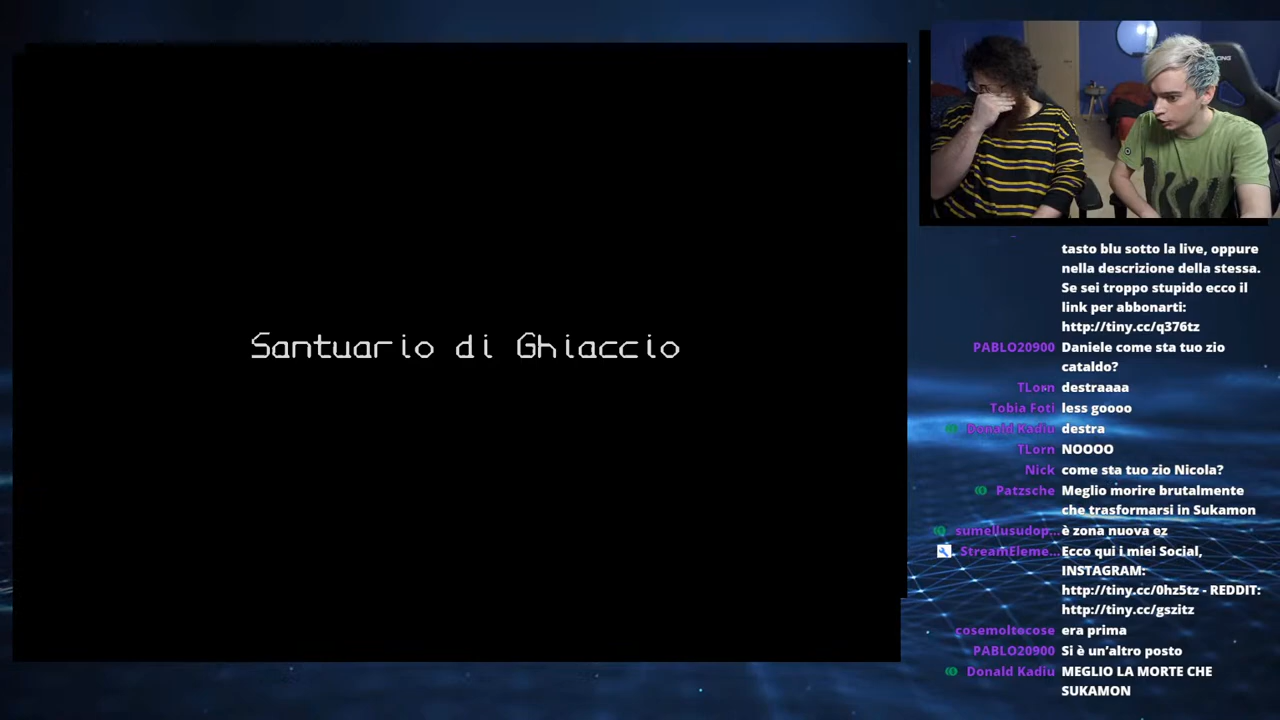 Santuario di Ghiaccio
tasto blu sotto la live, oppure
nella descrizione della stessa.
Se sei troppo stupido ecco il
link per abbonarti:
http://tiny.cc/q376tz
PABLO20900 Daniele come sta tuo zio
cataldo?
TLorn destraaaa
Tobia Foti less goooo
Donald Kadiu destra
TLorn NOOOO
Nick come sta tuo zio Nicola?
Patzsche Meglio morire brutalmente
che trasformarsi in Sukamon
sumellusudop... è zona nuova ez
StreamEleme... Ecco qui i miei Social,
INSTAGRAM:
http://tiny.cc/0hz5tz - REDDIT:
http://tiny.cc/gszitz
cosemoltocose era prima
PABLO20900 Si è un'altro posto
Donald Kadiu MEGLIO LA MORTE CHE
SUKAMON